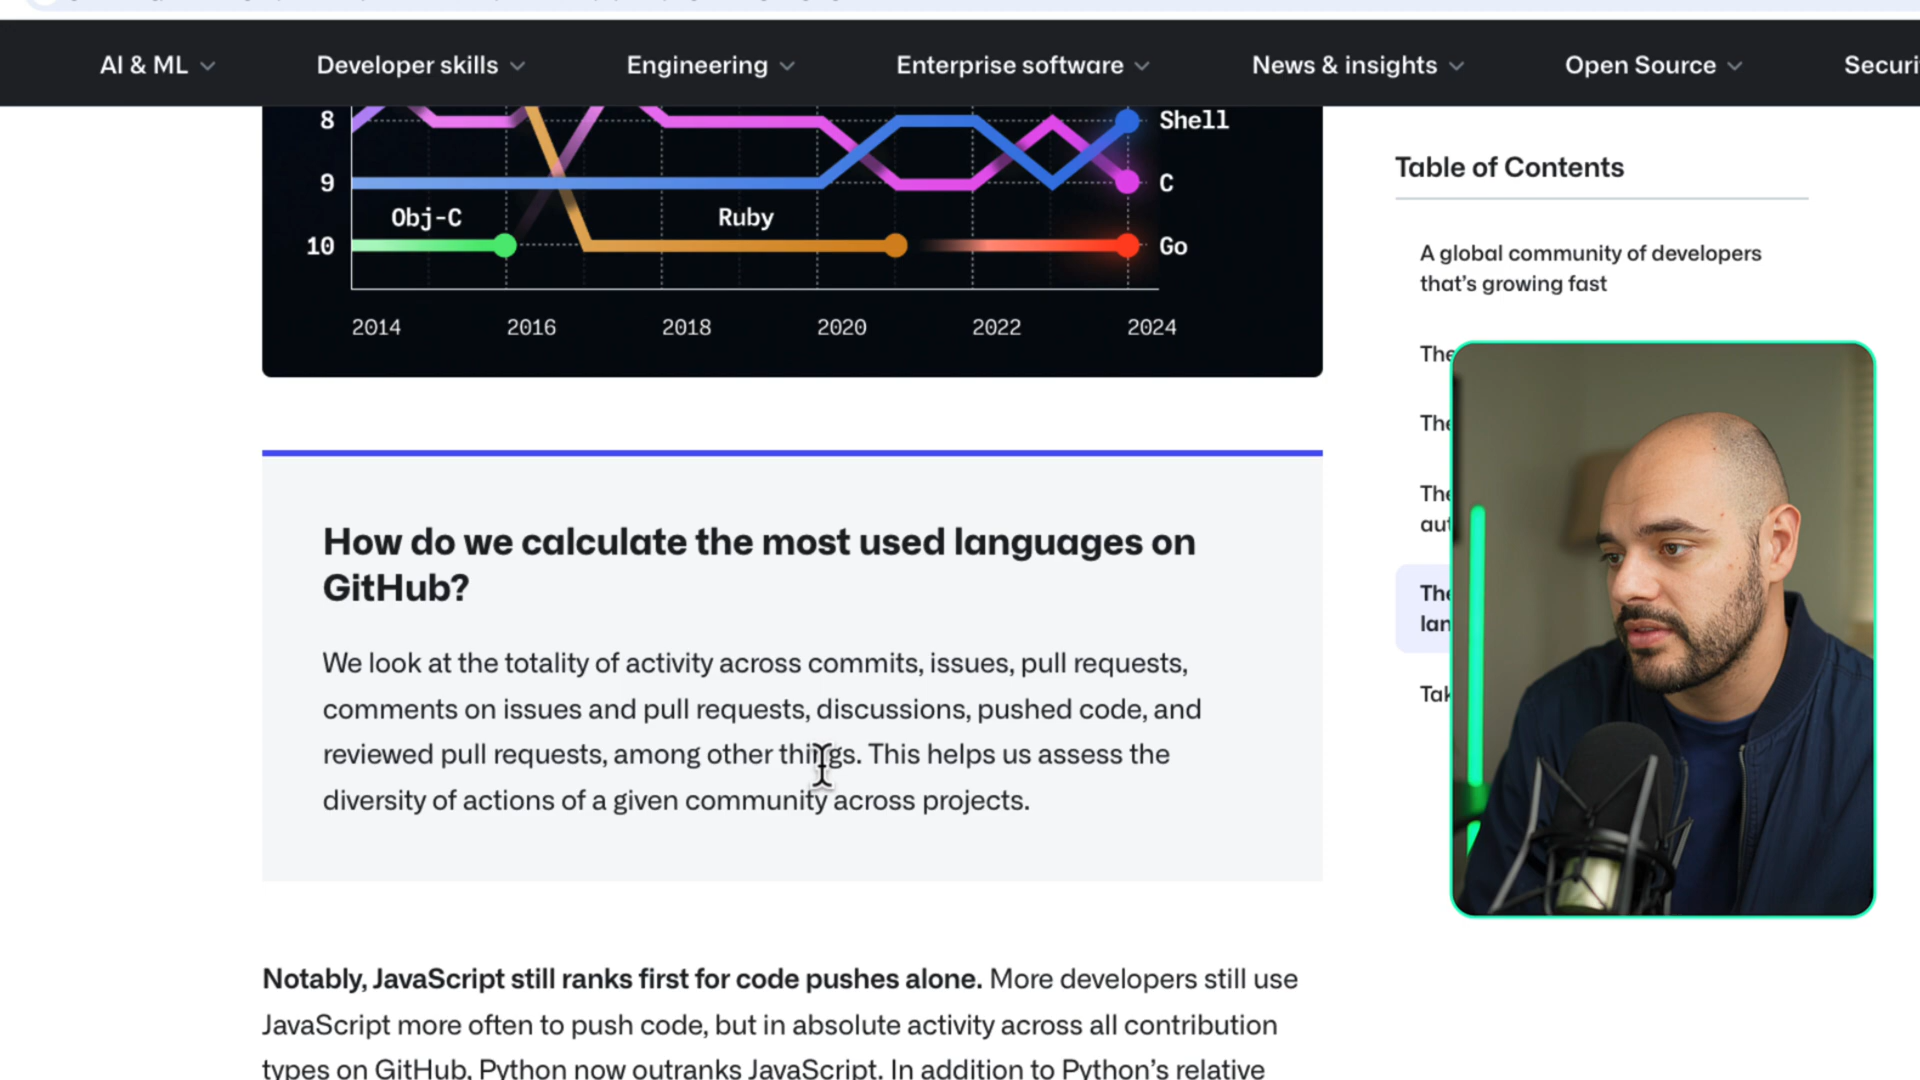 AI & ML
Developer skills
Engineering
Enterprise software
News & insights
Open Source
8
Shell
9
C
Obj-C
Ruby
10
Go
2014
2016
2018
2020
2022
2024
How do we calculate the most used languages on
GitHub?
We look at the totality of activity across commits, issues, pull requests,
comments on issues and pull requests, discussions, pushed code, and
reviewed pull requests, among other things. This helps us assess the
diversity of actions of a given community across projects.
Notably, JavaScript still ranks first for code pushes alone. More developers still use
JavaScript more often to push code, but in absolute activity across all contribution
types on GitHub, Python now outranks JavaScript. In addition to Python’s relative
Table of Contents
A global community of developers
that’s growing fast
The
The
The
The